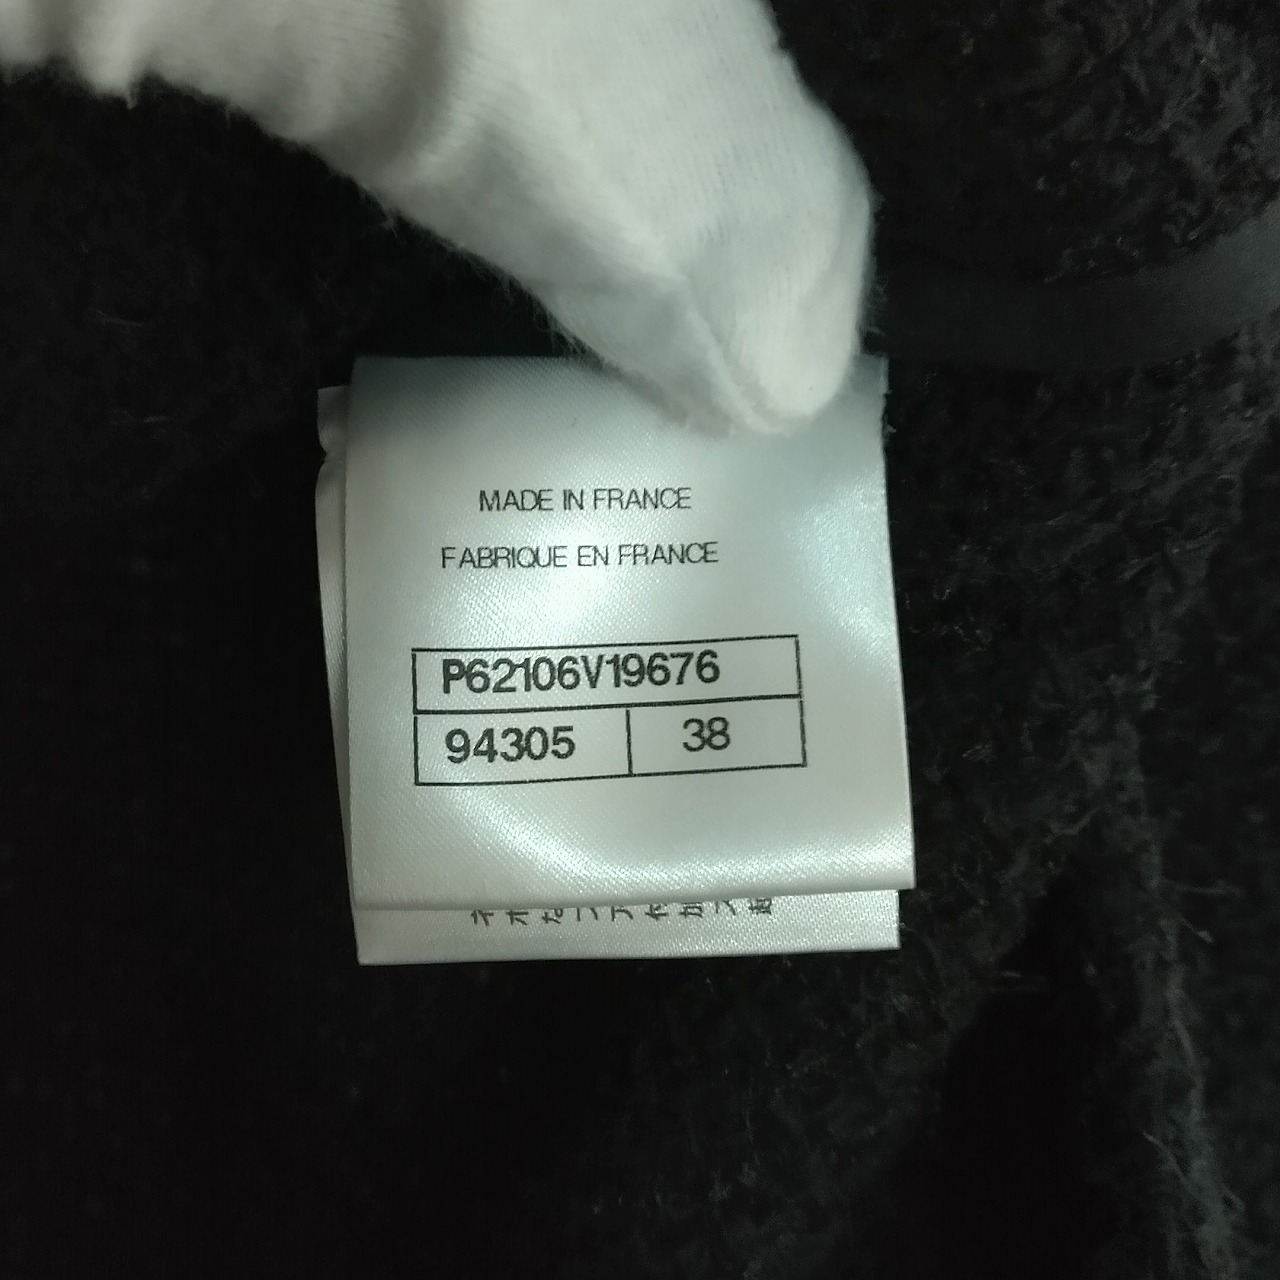 MADE IN FRANCE
FABRIQUE EN FRANCE
P62106V19676
94305
38